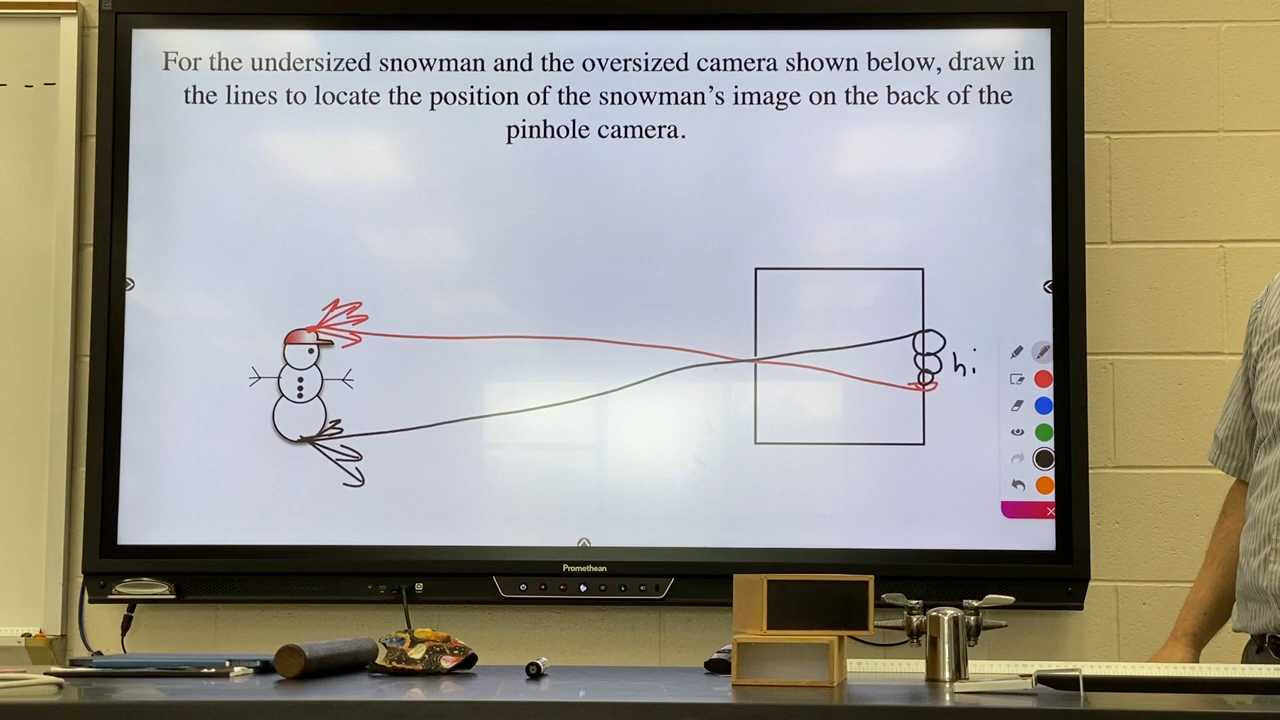 For the undersized snowman and the oversized camera shown below, draw in
the lines to locate the position of the snowman's image on the back of the
pinhole camera.
hi
Promethean